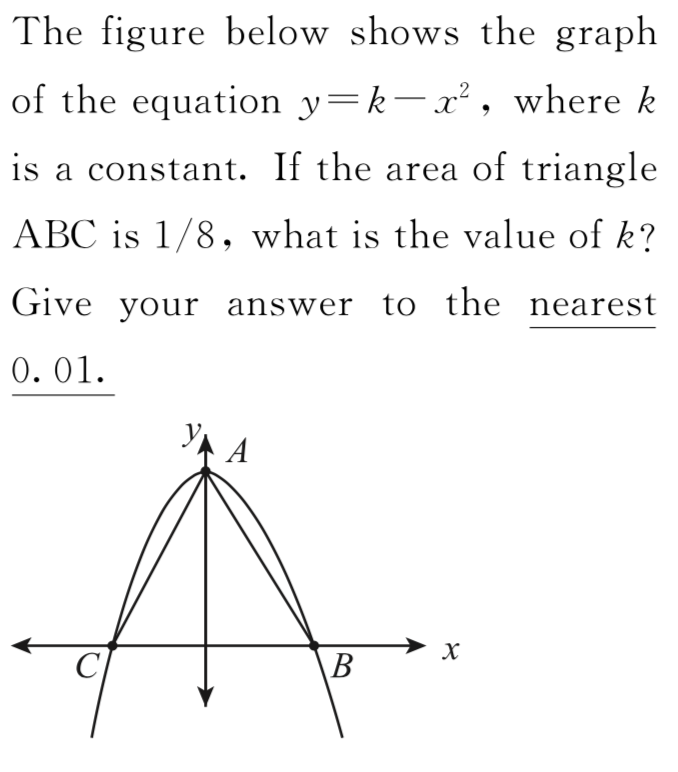 The figure below shows the graph
of the equation y=k-x², where k
is a constant. If the area of triangle
ABC is 1/8, what is the value of k?
Give your answer to the nearest
0.01.
y A
C B x